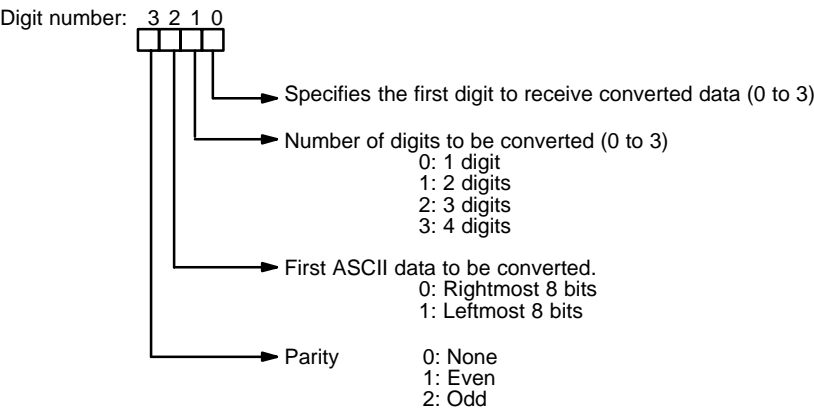 Digit number: 3 2 1 0
Specifies the first digit to receive converted data (0 to 3)
Number of digits to be converted (0 to 3)
0: 1 digit
1: 2 digits
2: 3 digits
3: 4 digits
First ASCII data to be converted.
0: Rightmost 8 bits
1: Leftmost 8 bits
Parity 0: None
1: Even
2: Odd